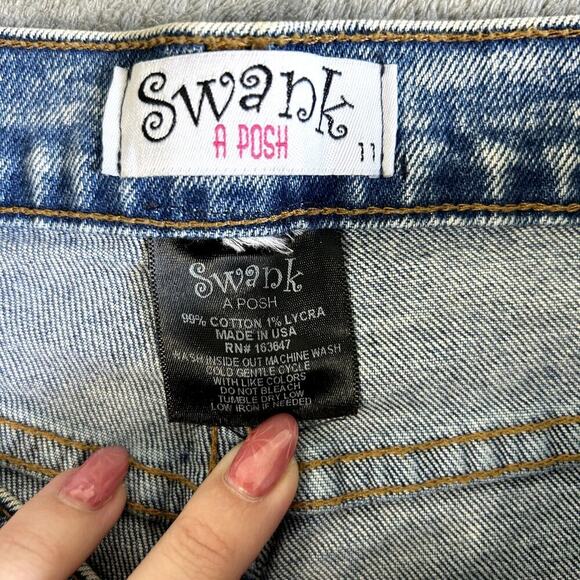 Swank
A POSH
11
Swank
A POSH
99% COTTON 1% LYCRA
MADE IN USA
RN# 163647
WASH INSIDE OUT MACHINE WASH
COLD GENTLE CYCLE
WITH LIKE COLORS
DO NOT BLEACH
TUMBLE DRY LOW
LOW IRON IF NEEDED